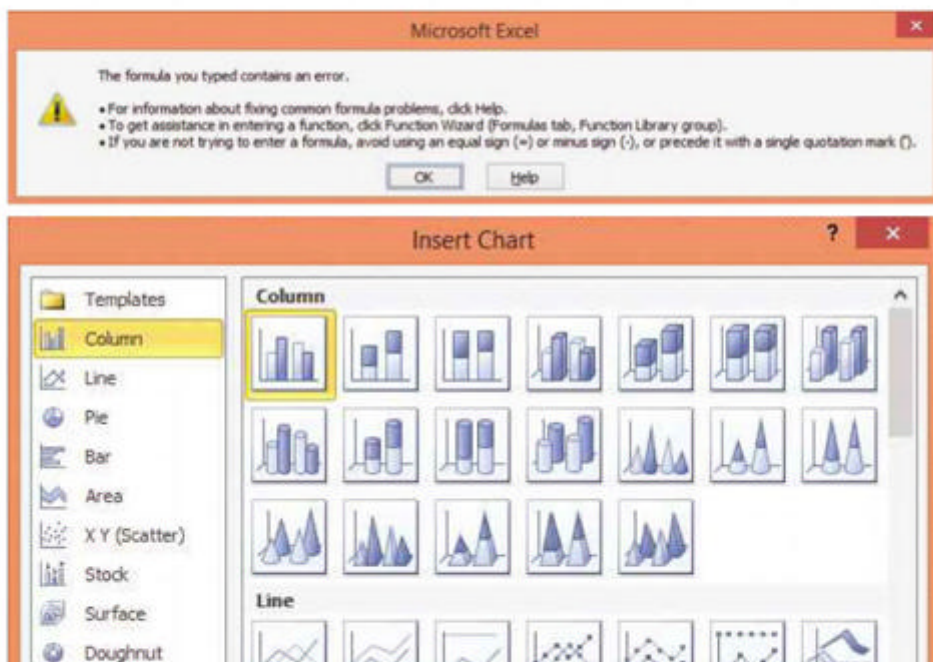 Microsoft Excel
The formula you typed contains an error.
• For information about fixing common formula problems, click Help.
• To get assistance in entering a function, click Function Wizard (Formulas tab, Function Library group).
• If you are not trying to enter a formula, avoid using an equal sign (=) or minus sign (-), or precede it with a single quotation mark (').
OK
Help
Insert Chart
?
Templates
Column
Line
Pie
Bar
Area
X Y (Scatter)
Stock
Surface
Doughnut
Column
Line